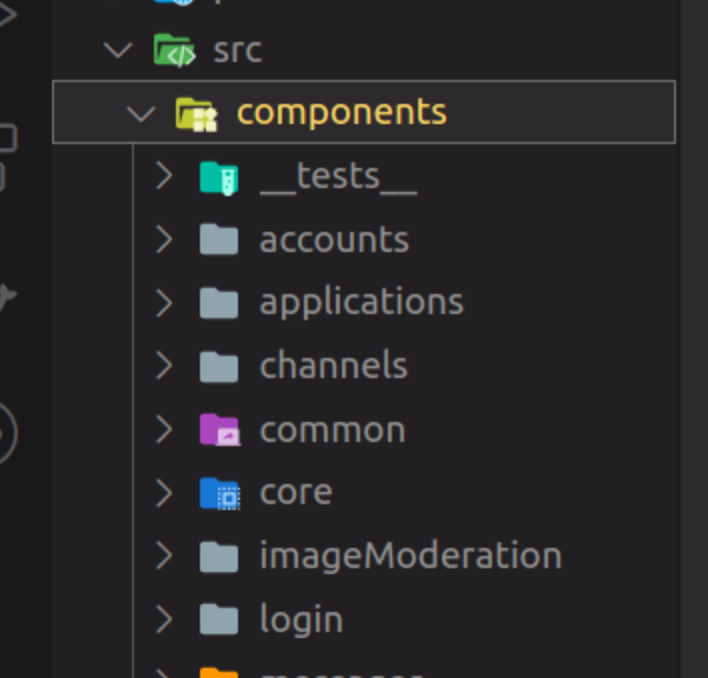 src
components
__tests__
accounts
applications
channels
common
core
imageModeration
login